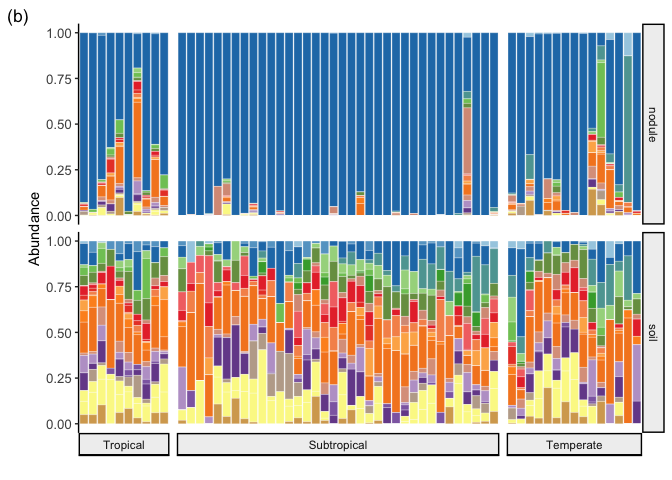 (b)
Abundance
1.00
0.75
0.50
0.25
0.00
nodule
1.00
0.75
0.50
0.25
0.00
soil
Tropical
Subtropical
Temperate